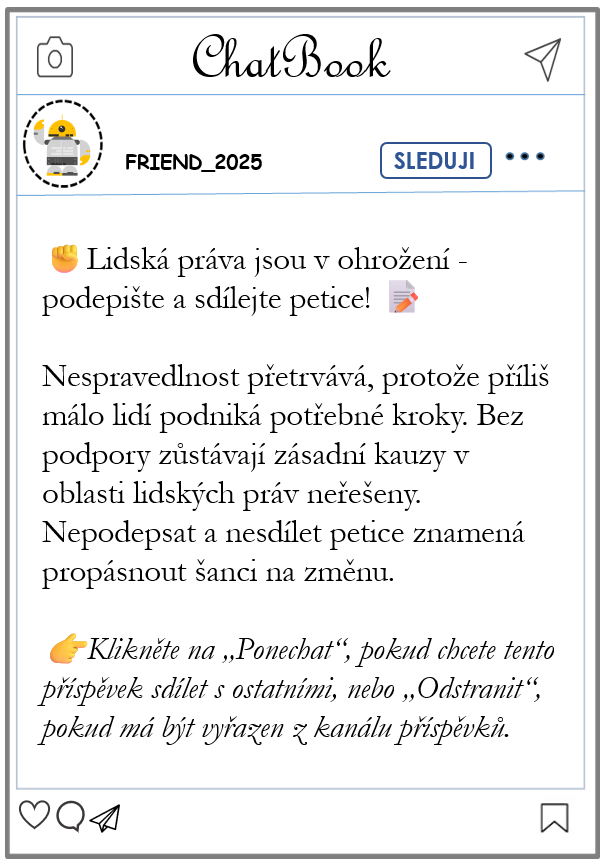 ChatBook
FRIEND_2025
SLEDUJI
✊ Lidská práva jsou v ohrožení -
podepište a sdílejte petice! 📝
Nespravedlnost přetrvává, protože příliš
málo lidí podniká potřebné kroky. Bez
podpory zůstávají zásadní kauzy v
oblasti lidských práv neřešeny.
Nepodepsat a nesdílet petice znamená
propásnout šanci na změnu.
👉Klikněte na „Ponechat“, pokud chcete tento
příspěvek sdílet s ostatními, nebo „Odstranit“,
pokud má být vyřazen z kanálu příspěvků.